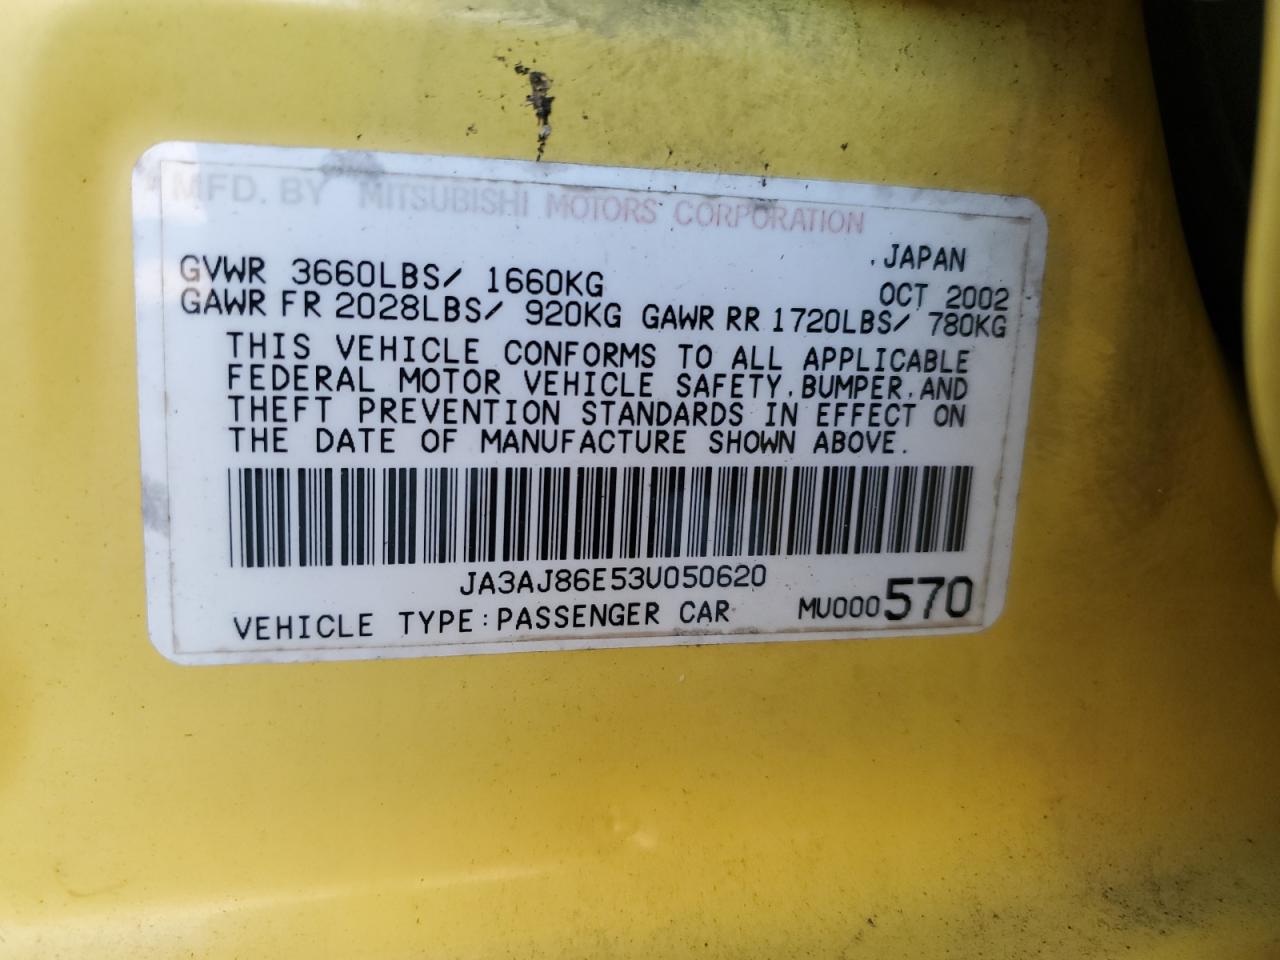 MFD. BY MITSUBISHI MOTORS CORPORATION
.JAPAN
GVWR 3660LBS/ 1660KG OCT 2002
GAWR FR 2028LBS/ 920KG GAWR RR 1720LBS/ 780KG
THIS VEHICLE CONFORMS TO ALL APPLICABLE
FEDERAL MOTOR VEHICLE SAFETY,BUMPER,AND
THEFT PREVENTION STANDARDS IN EFFECT ON
THE DATE OF MANUFACTURE SHOWN ABOVE.
JA3AJ86E53U050620
VEHICLE TYPE:PASSENGER CAR MU000570